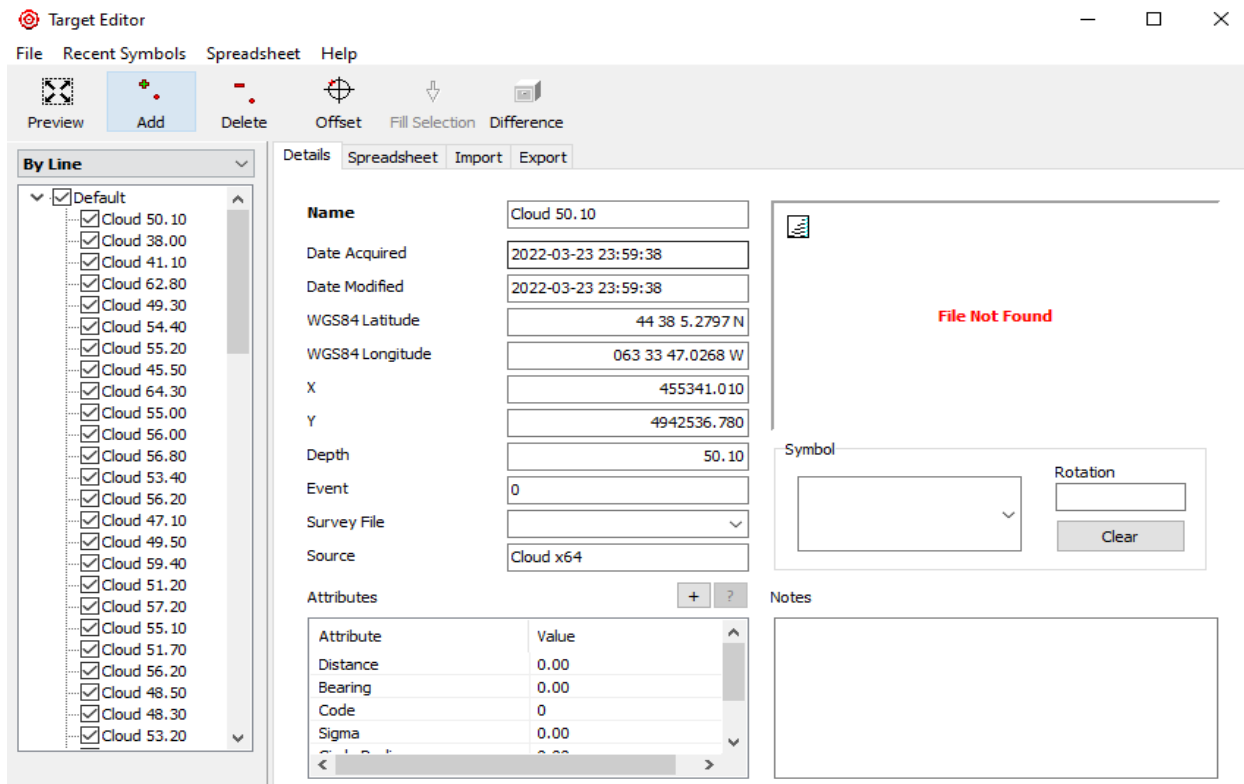 Target Editor
File Recent Symbols Spreadsheet Help
Preview Add Delete Offset Fill Selection Difference
By Line
Default
Cloud 50.10
Cloud 38.00
Cloud 41.10
Cloud 62.80
Cloud 49.30
Cloud 54.40
Cloud 55.20
Cloud 45.50
Cloud 64.30
Cloud 55.00
Cloud 56.00
Cloud 56.80
Cloud 53.40
Cloud 56.20
Cloud 47.10
Cloud 49.50
Cloud 59.40
Cloud 51.20
Cloud 57.20
Cloud 55.10
Cloud 51.70
Cloud 56.20
Cloud 48.50
Cloud 48.30
Cloud 53.20
Details Spreadsheet Import Export
Name Cloud 50.10
Date Acquired 2022-03-23 23:59:38
Date Modified 2022-03-23 23:59:38
WGS84 Latitude 44 38 5.2797 N
WGS84 Longitude 063 33 47.0268 W
X 455341.010
Y 4942536.780
Depth 50.10
Event 0
Survey File
Source Cloud x64
Attributes + ?
Attribute Value
Distance 0.00
Bearing 0.00
Code 0
Sigma 0.00
File Not Found
Symbol
Rotation
Clear
Notes